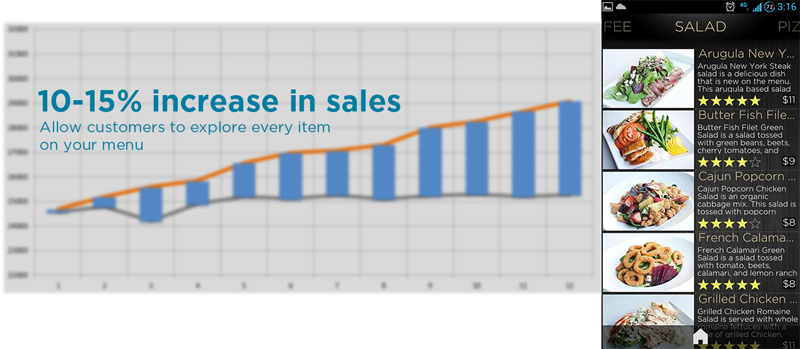 10-15% increase in sales
Allow customers to explore every item
on your menu
1 2 3 4 5 6 7 8 9 10 11 12
4G 72 3:16
FEE SALAD PIZ
Arugula New Y...
Arugula New York Steak
salad is a delicious dish
that is new on the menu.
This arugula based salad
$11
Butter Fish File...
Butter Fish Filet Green
Salad is a salad tossed
with green beans, beets,
cherry tomatoes, and
$9
Cajun Popcorn ...
Cajun Popcorn Chicken
Salad is an organic
cabbage mix. This salad is
tossed with popcorn
$8
French Calama...
French Calamari Green
Salad is a salad tossed
with tomato, beets,
calamari, and lemon ranch
$8
Grilled Chicken ...
Grilled Chicken Romaine
Salad is served with whole
romaine lettuces with a
of grilled Chicken.
$11